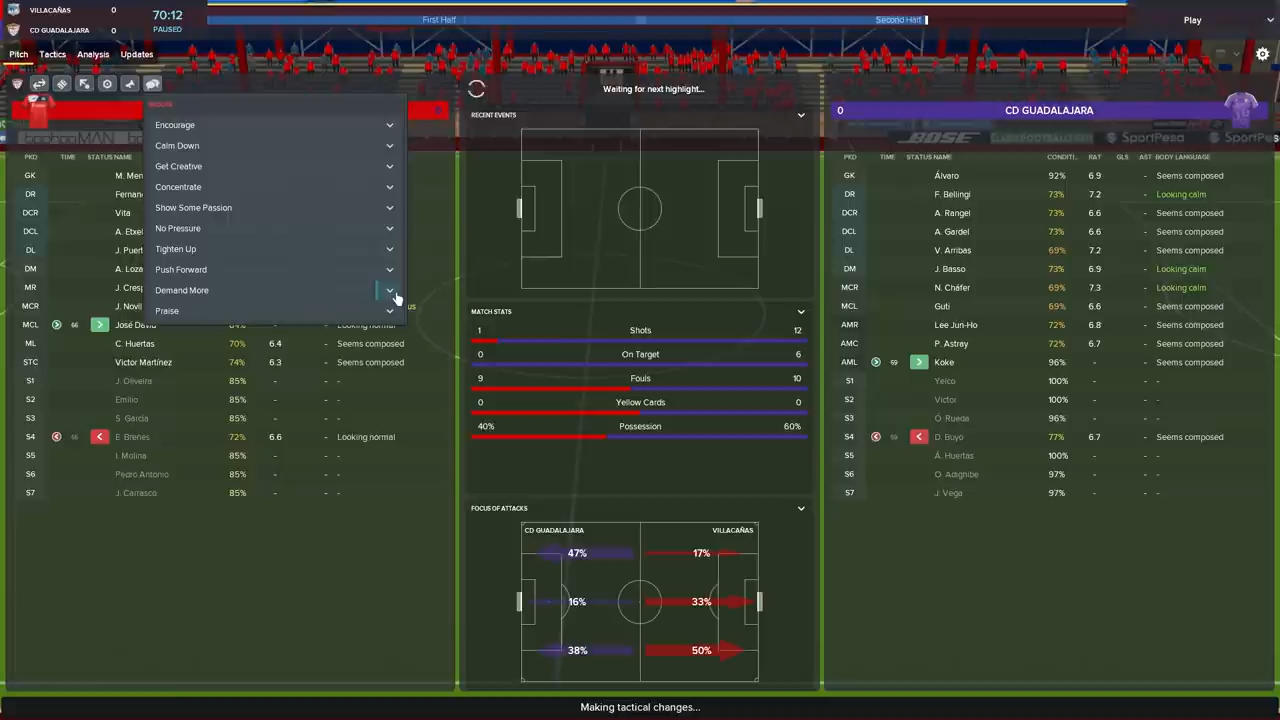 VILLACAÑAS 0
CD GUADALAJARA 0
70:12
PAUSED
First Half
Second Half
Play
Pitch Tactics Analysis Updates
Encourage
Calm Down
Get Creative
Concentrate
Show Some Passion
No Pressure
Tighten Up
Push Forward
Demand More
Praise
PKD TIME STATUS NAME
GK M. Men
DR Fernan
DCR Vita
DCL A. Etxe
DL J. Puert
DM A. Loza
MR J. Cresp
MCR J. Novil
MCL 66 José David 84% Looking normal
ML C. Huertas 70% 6.4 - Seems composed
STC Víctor Martínez 74% 6.3 - Seems composed
S1 J. Oliveira 85% - - -
S2 Emilio 85% - - -
S3 S. García 85% - - -
S4 66 E. Brenes 72% 6.6 - Looking normal
S5 I. Molina 85% - - -
S6 Pedro Antonio 85% - - -
S7 J. Carrasco 85% - - -
Waiting for next highlight...
RECENT EVENTS
MATCH STATS
1 Shots 12
0 On Target 6
9 Fouls 10
0 Yellow Cards 0
40% Possession 60%
FOCUS OF ATTACKS
CD GUADALAJARA VILLACAÑAS
47% 17%
16% 33%
38% 50%
0 CD GUADALAJARA
boohooMAN
BOSE
SportPesa
SportPesa
PKD TIME STATUS NAME CONDITI... RAT GLS AST BODY LANGUAGE
GK Álvaro 92% 6.9 - Seems composed
DR F. Bellingi 73% 7.2 - Looking calm
DCR A. Rangel 73% 6.6 - Seems composed
DCL A. Gardel 73% 6.6 - Seems composed
DL V. Arribas 69% 7.2 - Seems composed
DM J. Basso 73% 6.9 - Looking calm
MCR N. Cháfer 69% 7.3 - Looking calm
MCL Guti 69% 6.6 - Seems composed
AMR Lee Jun-Ho 72% 6.8 - Seems composed
AMC P. Astray 72% 6.7 - Seems composed
AML 69 Koke 96% - - Seems composed
S1 Yelco 100% - - -
S2 Víctor 100% - - -
S3 Ó. Rueda 96% - - -
S4 69 D. Buyo 77% 6.7 - Seems composed
S5 Á. Huertas 100% - - -
S6 O. Adighibe 97% - - -
S7 J. Vega 97% - - -
Making tactical changes...